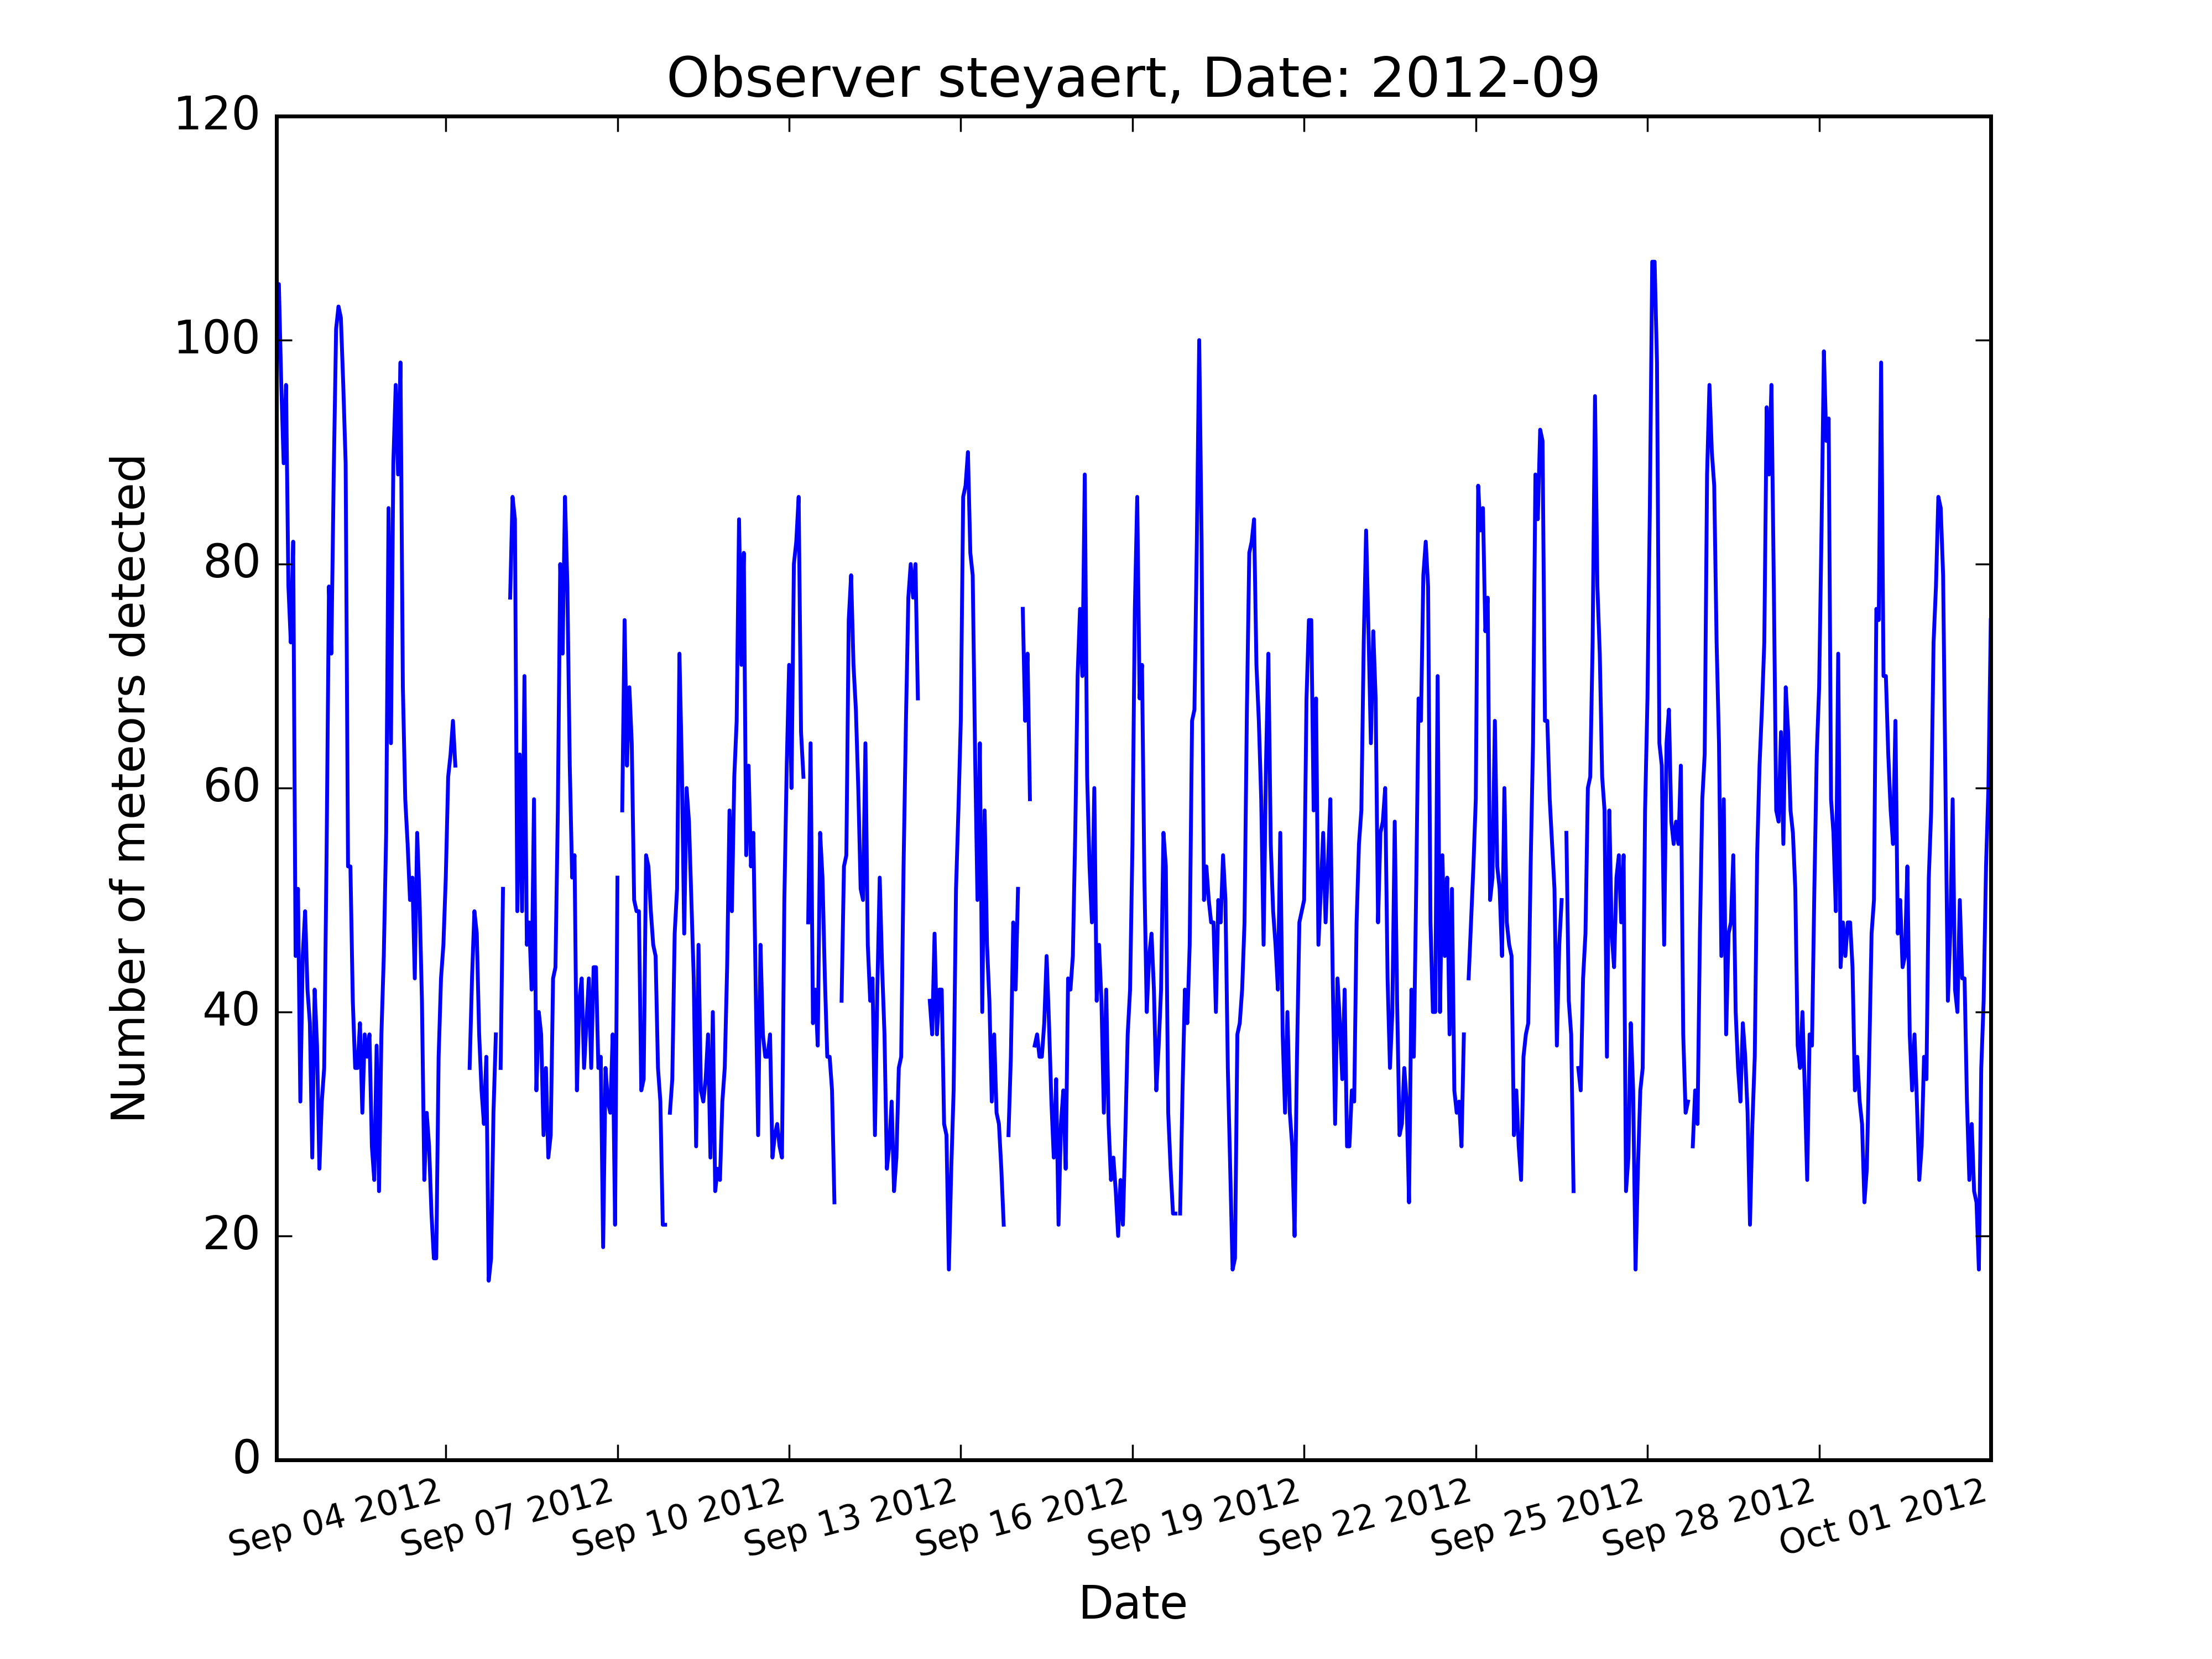 Observer steyaert, Date: 2012-09
120
100
80
60
40
20
0
Number of meteors detected
Sep 04 2012
Sep 07 2012
Sep 10 2012
Sep 13 2012
Sep 16 2012
Sep 19 2012
Sep 22 2012
Sep 25 2012
Sep 28 2012
Oct 01 2012
Date